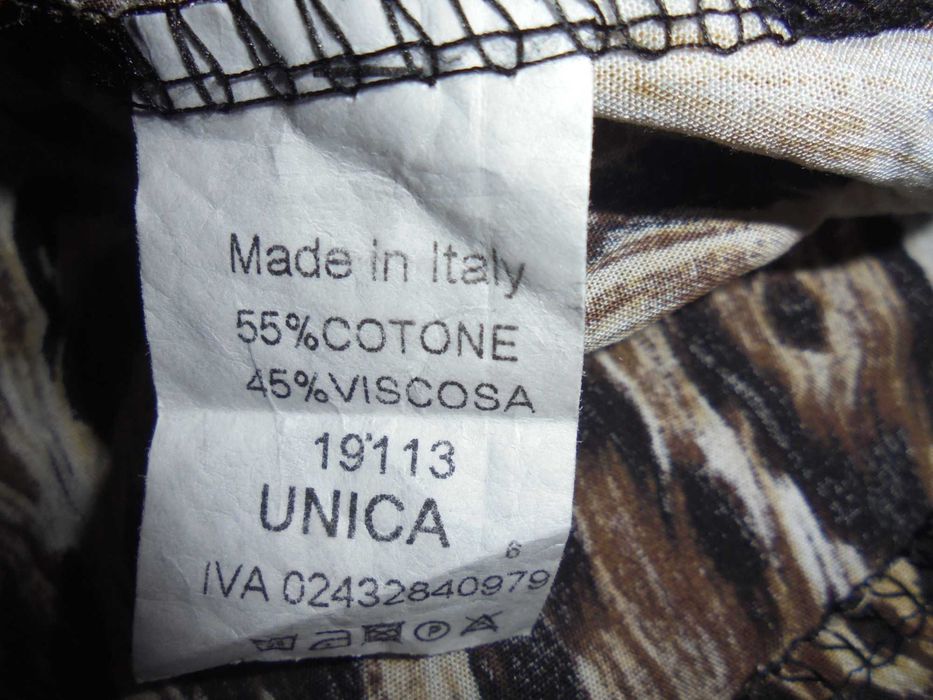 Made in Italy
55%COTONE
45%VISCOSA
19113
UNICA
6
IVA 02432840979
P